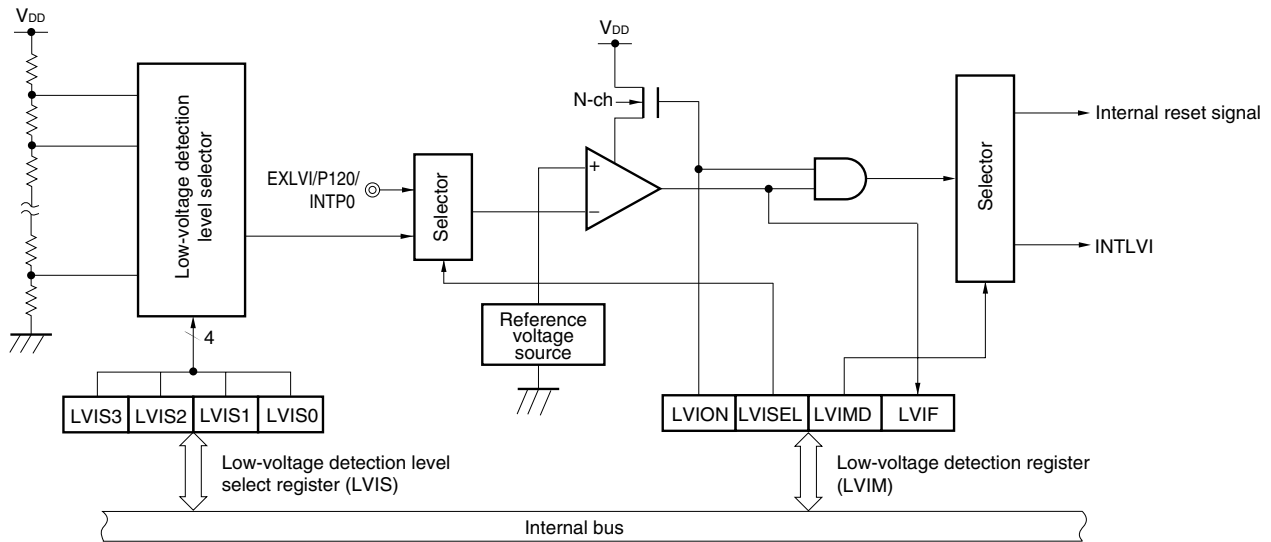 VDD
Low-voltage detection
level selector
4
LVIS3 LVIS2 LVIS1 LVIS0
Low-voltage detection level
select register (LVIS)
EXLVI/P120/
INTP0
Selector
VDD
N-ch
+
−
Reference
voltage
source
Selector
Internal reset signal
INTLVI
LVION LVISEL LVIMD LVIF
Low-voltage detection register
(LVIM)
Internal bus